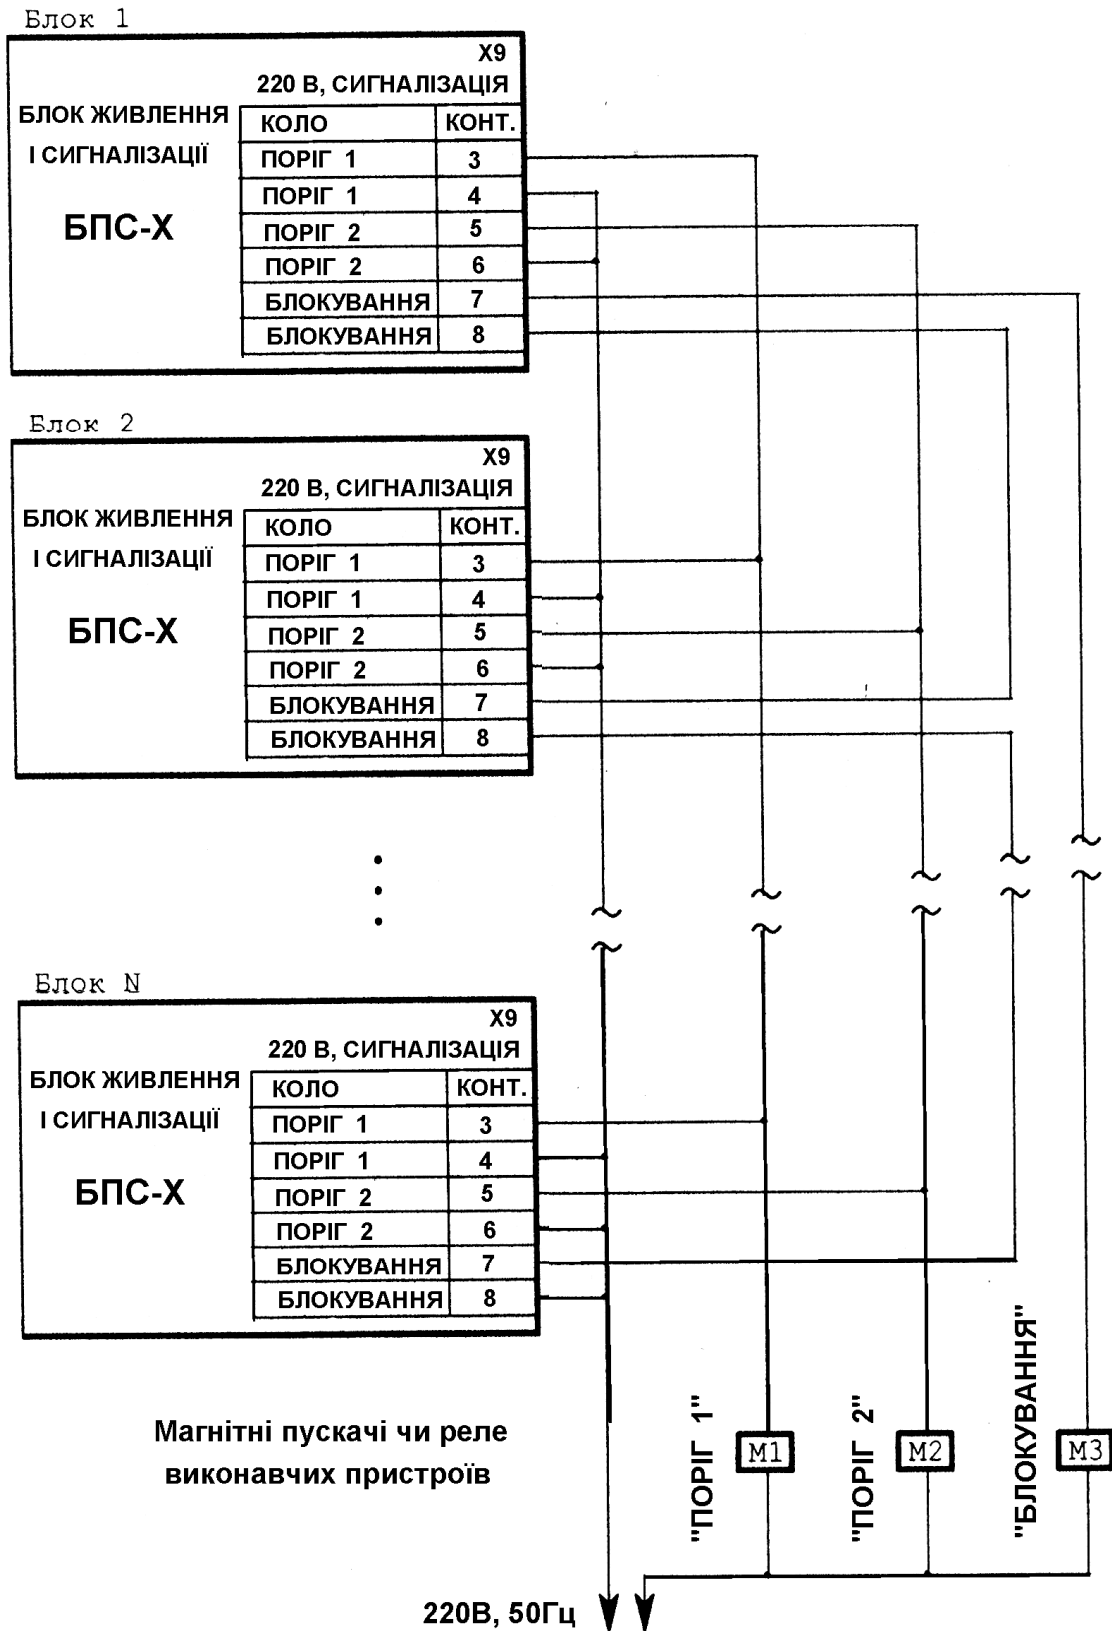 Блок 1
X9
220 В, СИГНАЛІЗАЦІЯ
БЛОК ЖИВЛЕННЯ
І СИГНАЛІЗАЦІЇ
БПС-Х
КОЛО КОНТ.
ПОРІГ 1 3
ПОРІГ 1 4
ПОРІГ 2 5
ПОРІГ 2 6
БЛОКУВАННЯ 7
БЛОКУВАННЯ 8
Блок 2
X9
220 В, СИГНАЛІЗАЦІЯ
БЛОК ЖИВЛЕННЯ
І СИГНАЛІЗАЦІЇ
БПС-Х
КОЛО КОНТ.
ПОРІГ 1 3
ПОРІГ 1 4
ПОРІГ 2 5
ПОРІГ 2 6
БЛОКУВАННЯ 7
БЛОКУВАННЯ 8
Блок N
X9
220 В, СИГНАЛІЗАЦІЯ
БЛОК ЖИВЛЕННЯ
І СИГНАЛІЗАЦІЇ
БПС-Х
КОЛО КОНТ.
ПОРІГ 1 3
ПОРІГ 1 4
ПОРІГ 2 5
ПОРІГ 2 6
БЛОКУВАННЯ 7
БЛОКУВАННЯ 8
Магнітні пускачі чи реле
виконавчих пристроїв
"ПОРІГ 1"
М1
"ПОРІГ 2"
М2
"БЛОКУВАННЯ"
М3
220В, 50Гц